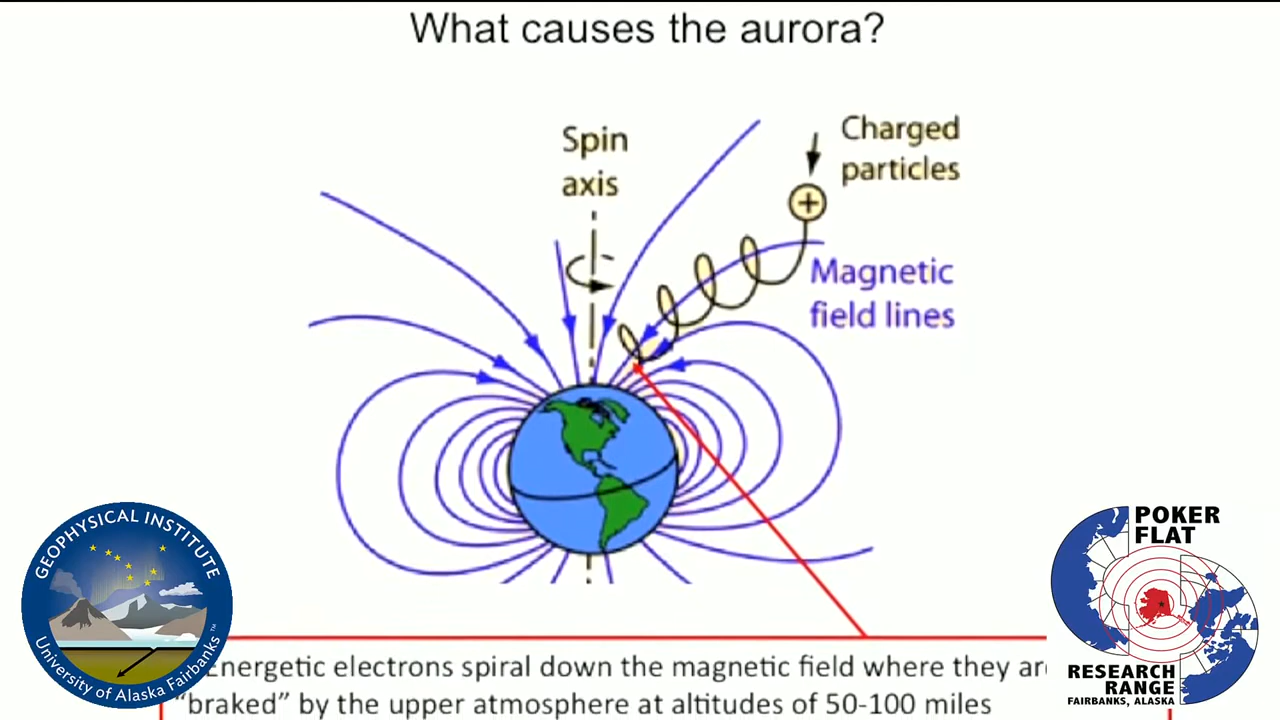 What causes the aurora?
Spin
axis
Charged
particles
+
Magnetic
field lines
GEOPHYSICAL INSTITUTE
University of Alaska Fairbanks™
POKER
FLAT
RESEARCH
RANGE
FAIRBANKS, ALASKA
Energetic electrons spiral down the magnetic field where they are
"braked" by the upper atmosphere at altitudes of 50-100 miles